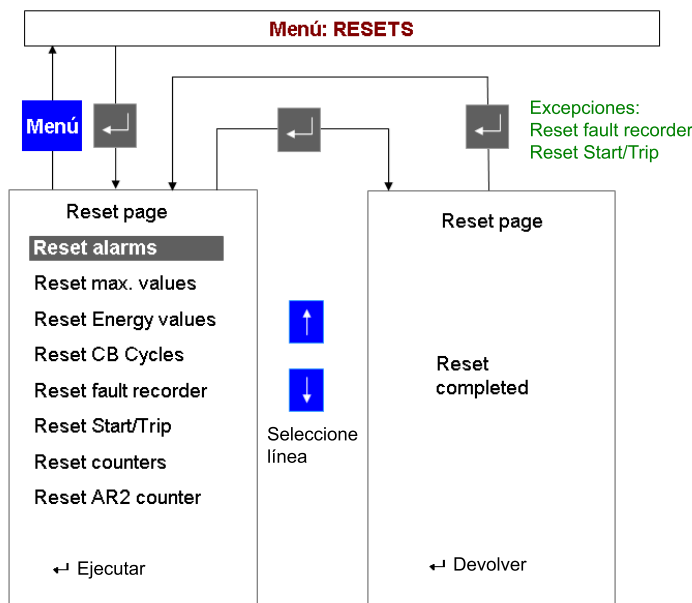 Menú: RESETS
Menú
Excepciones:
Reset fault recorder
Reset Start/Trip
Reset page
Reset alarms
Reset max. values
Reset Energy values
Reset CB Cycles
Reset fault recorder
Reset Start/Trip
Reset counters
Reset AR2 counter
↵ Ejecutar
Seleccione
línea
Reset page
Reset
completed
↵ Devolver